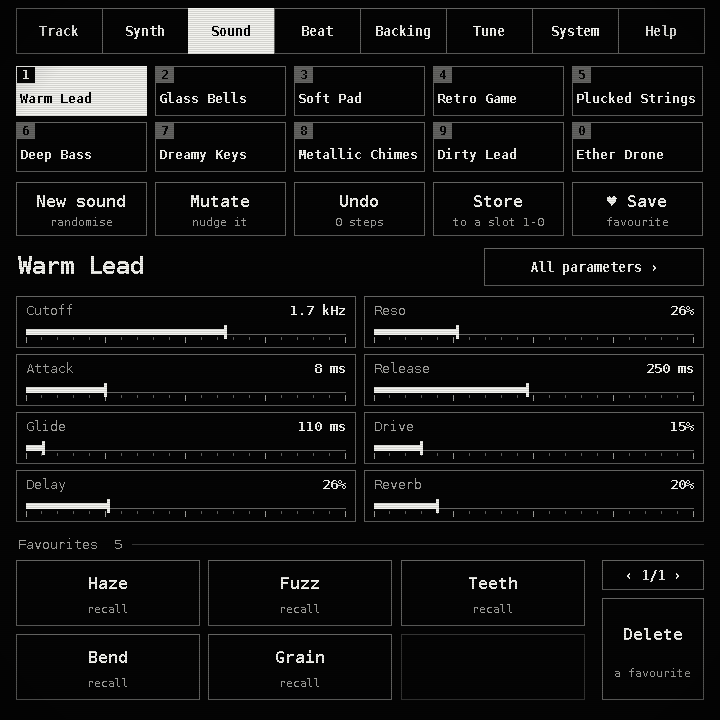 Track Synth Sound Beat Backing Tune System Help
1 2 3 4 5
Warm Lead Glass Bells Soft Pad Retro Game Plucked Strings
6 7 8 9 0
Deep Bass Dreamy Keys Metallic Chimes Dirty Lead Ether Drone
New sound Mutate Undo Store ♥ Save
randomise nudge it 0 steps to a slot 1-0 favourite
Warm Lead All parameters ›
Cutoff 1.7 kHz Reso 26%
Attack 8 ms Release 250 ms
Glide 110 ms Drive 15%
Delay 26% Reverb 20%
Favourites 5
Haze Fuzz Teeth ‹ 1/1 ›
recall recall recall
Bend Grain Delete
recall recall a favourite